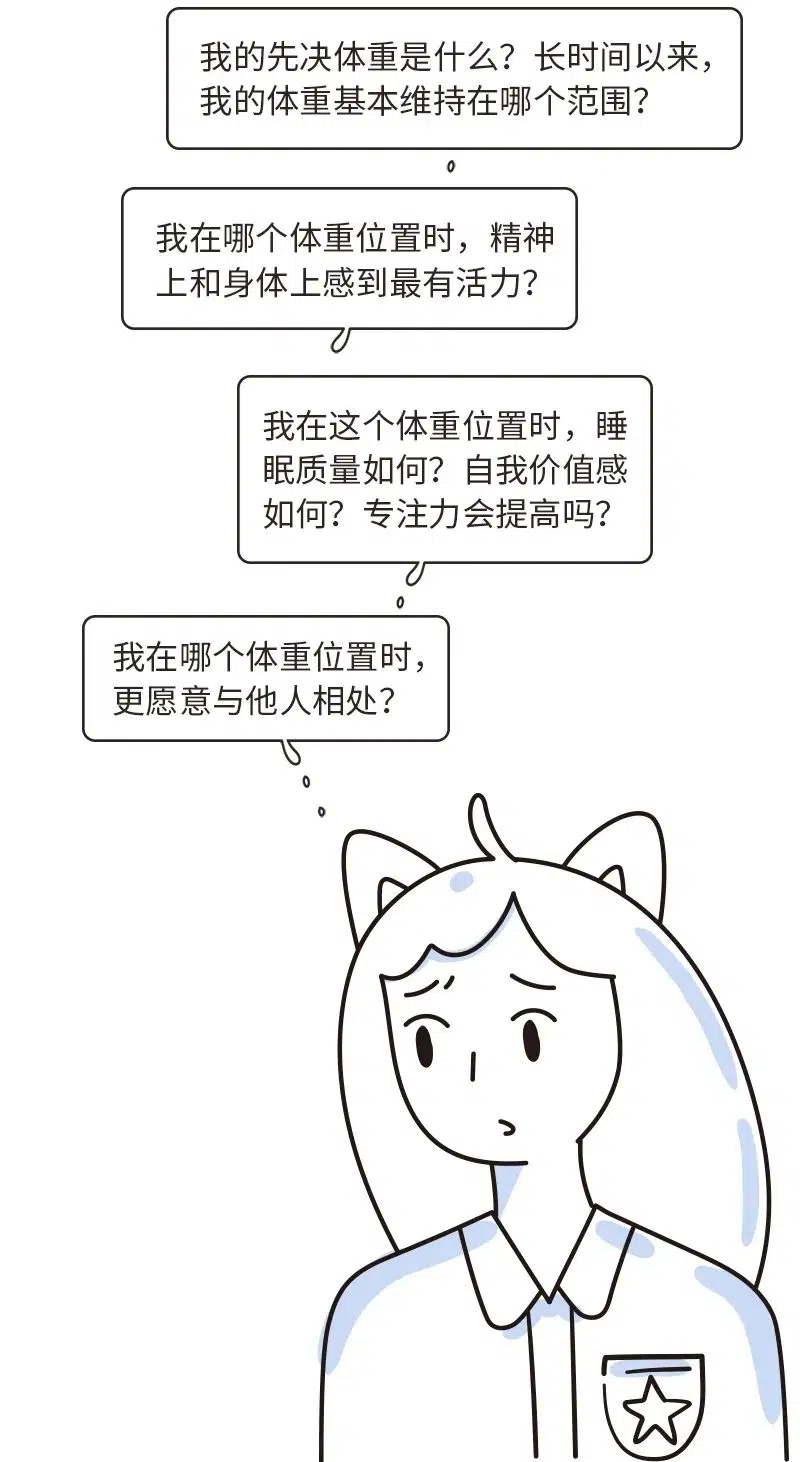 我的先决体重是什么？长时间以来，
我的体重基本维持在哪个范围？
我在哪个体重位置时，精神
上和身体上感到最有活力？
我在这个体重位置时，睡
眠质量如何？自我价值感
如何？专注力会提高吗？
我在哪个体重位置时，
更愿意与他人相处？